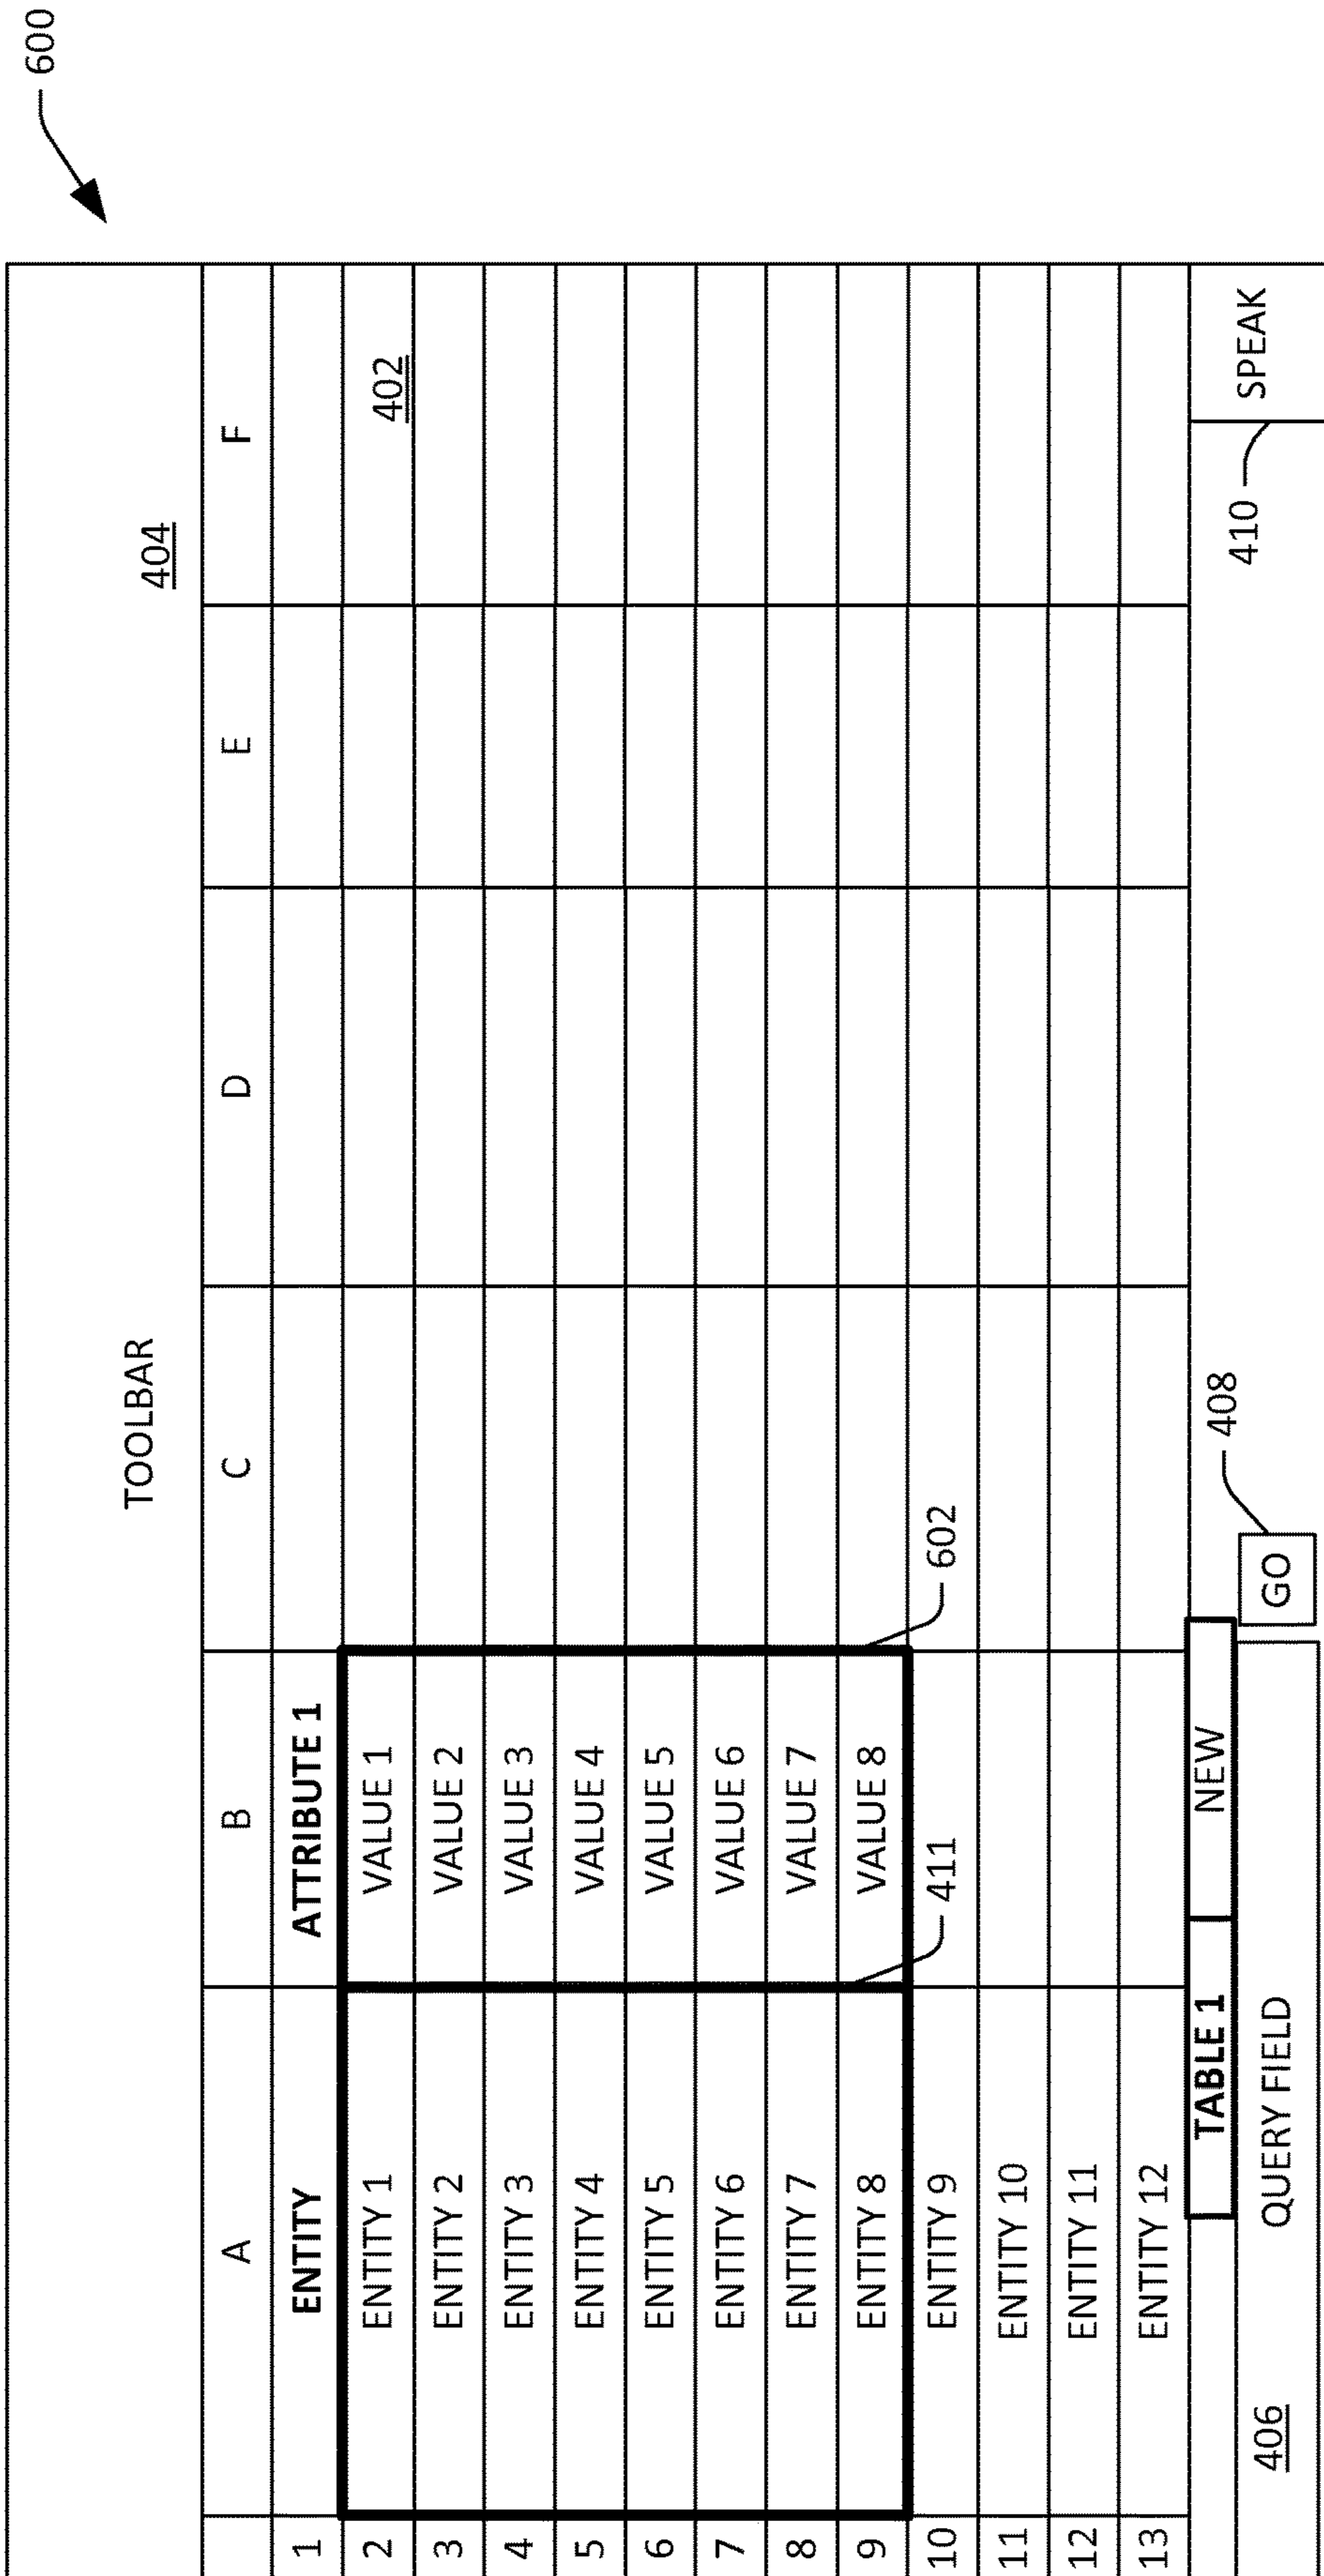 600
TOOLBAR
404
A B C D E F
1 ENTITY ATTRIBUTE 1
2 ENTITY 1 VALUE 1 402
3 ENTITY 2 VALUE 2
4 ENTITY 3 VALUE 3
5 ENTITY 4 VALUE 4
6 ENTITY 5 VALUE 5
7 ENTITY 6 VALUE 6
8 ENTITY 7 VALUE 7
9 ENTITY 8 VALUE 8
10 ENTITY 9 411 602
11 ENTITY 10
12 ENTITY 11
13 ENTITY 12
TABLE 1 NEW 408
406 QUERY FIELD GO 410 SPEAK